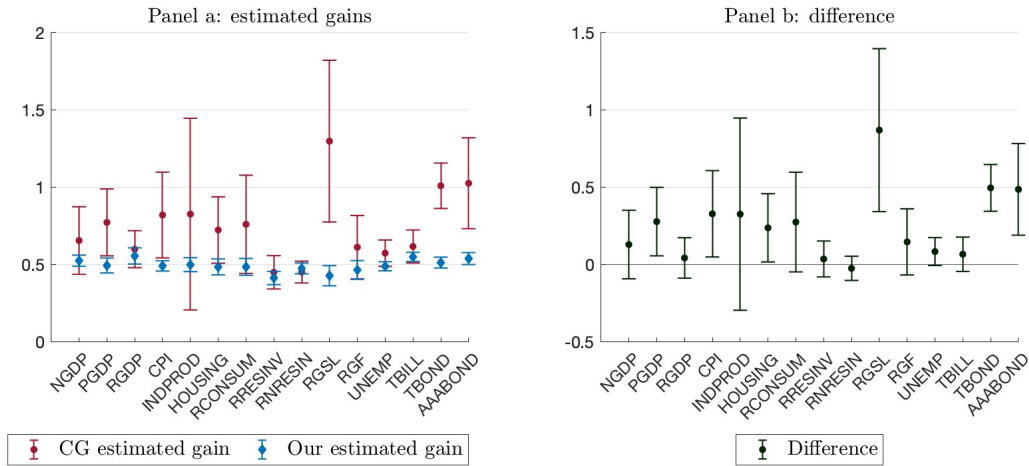 Panel a: estimated gains
2
1.5
1
0.5
0
NGDP
PGDP
RGDP
CPI
INDPROD
HOUSING
RCONSUM
RRESINV
RNRESIN
RGSL
RGF
UNEMP
TBILL
TBOND
AAABOND
CG estimated gain
Our estimated gain
Panel b: difference
1.5
1
0.5
0
-0.5
NGDP
PGDP
RGDP
CPI
INDPROD
HOUSING
RCONSUM
RRESINV
RNRESIN
RGSL
RGF
UNEMP
TBILL
TBOND
AAABOND
Difference